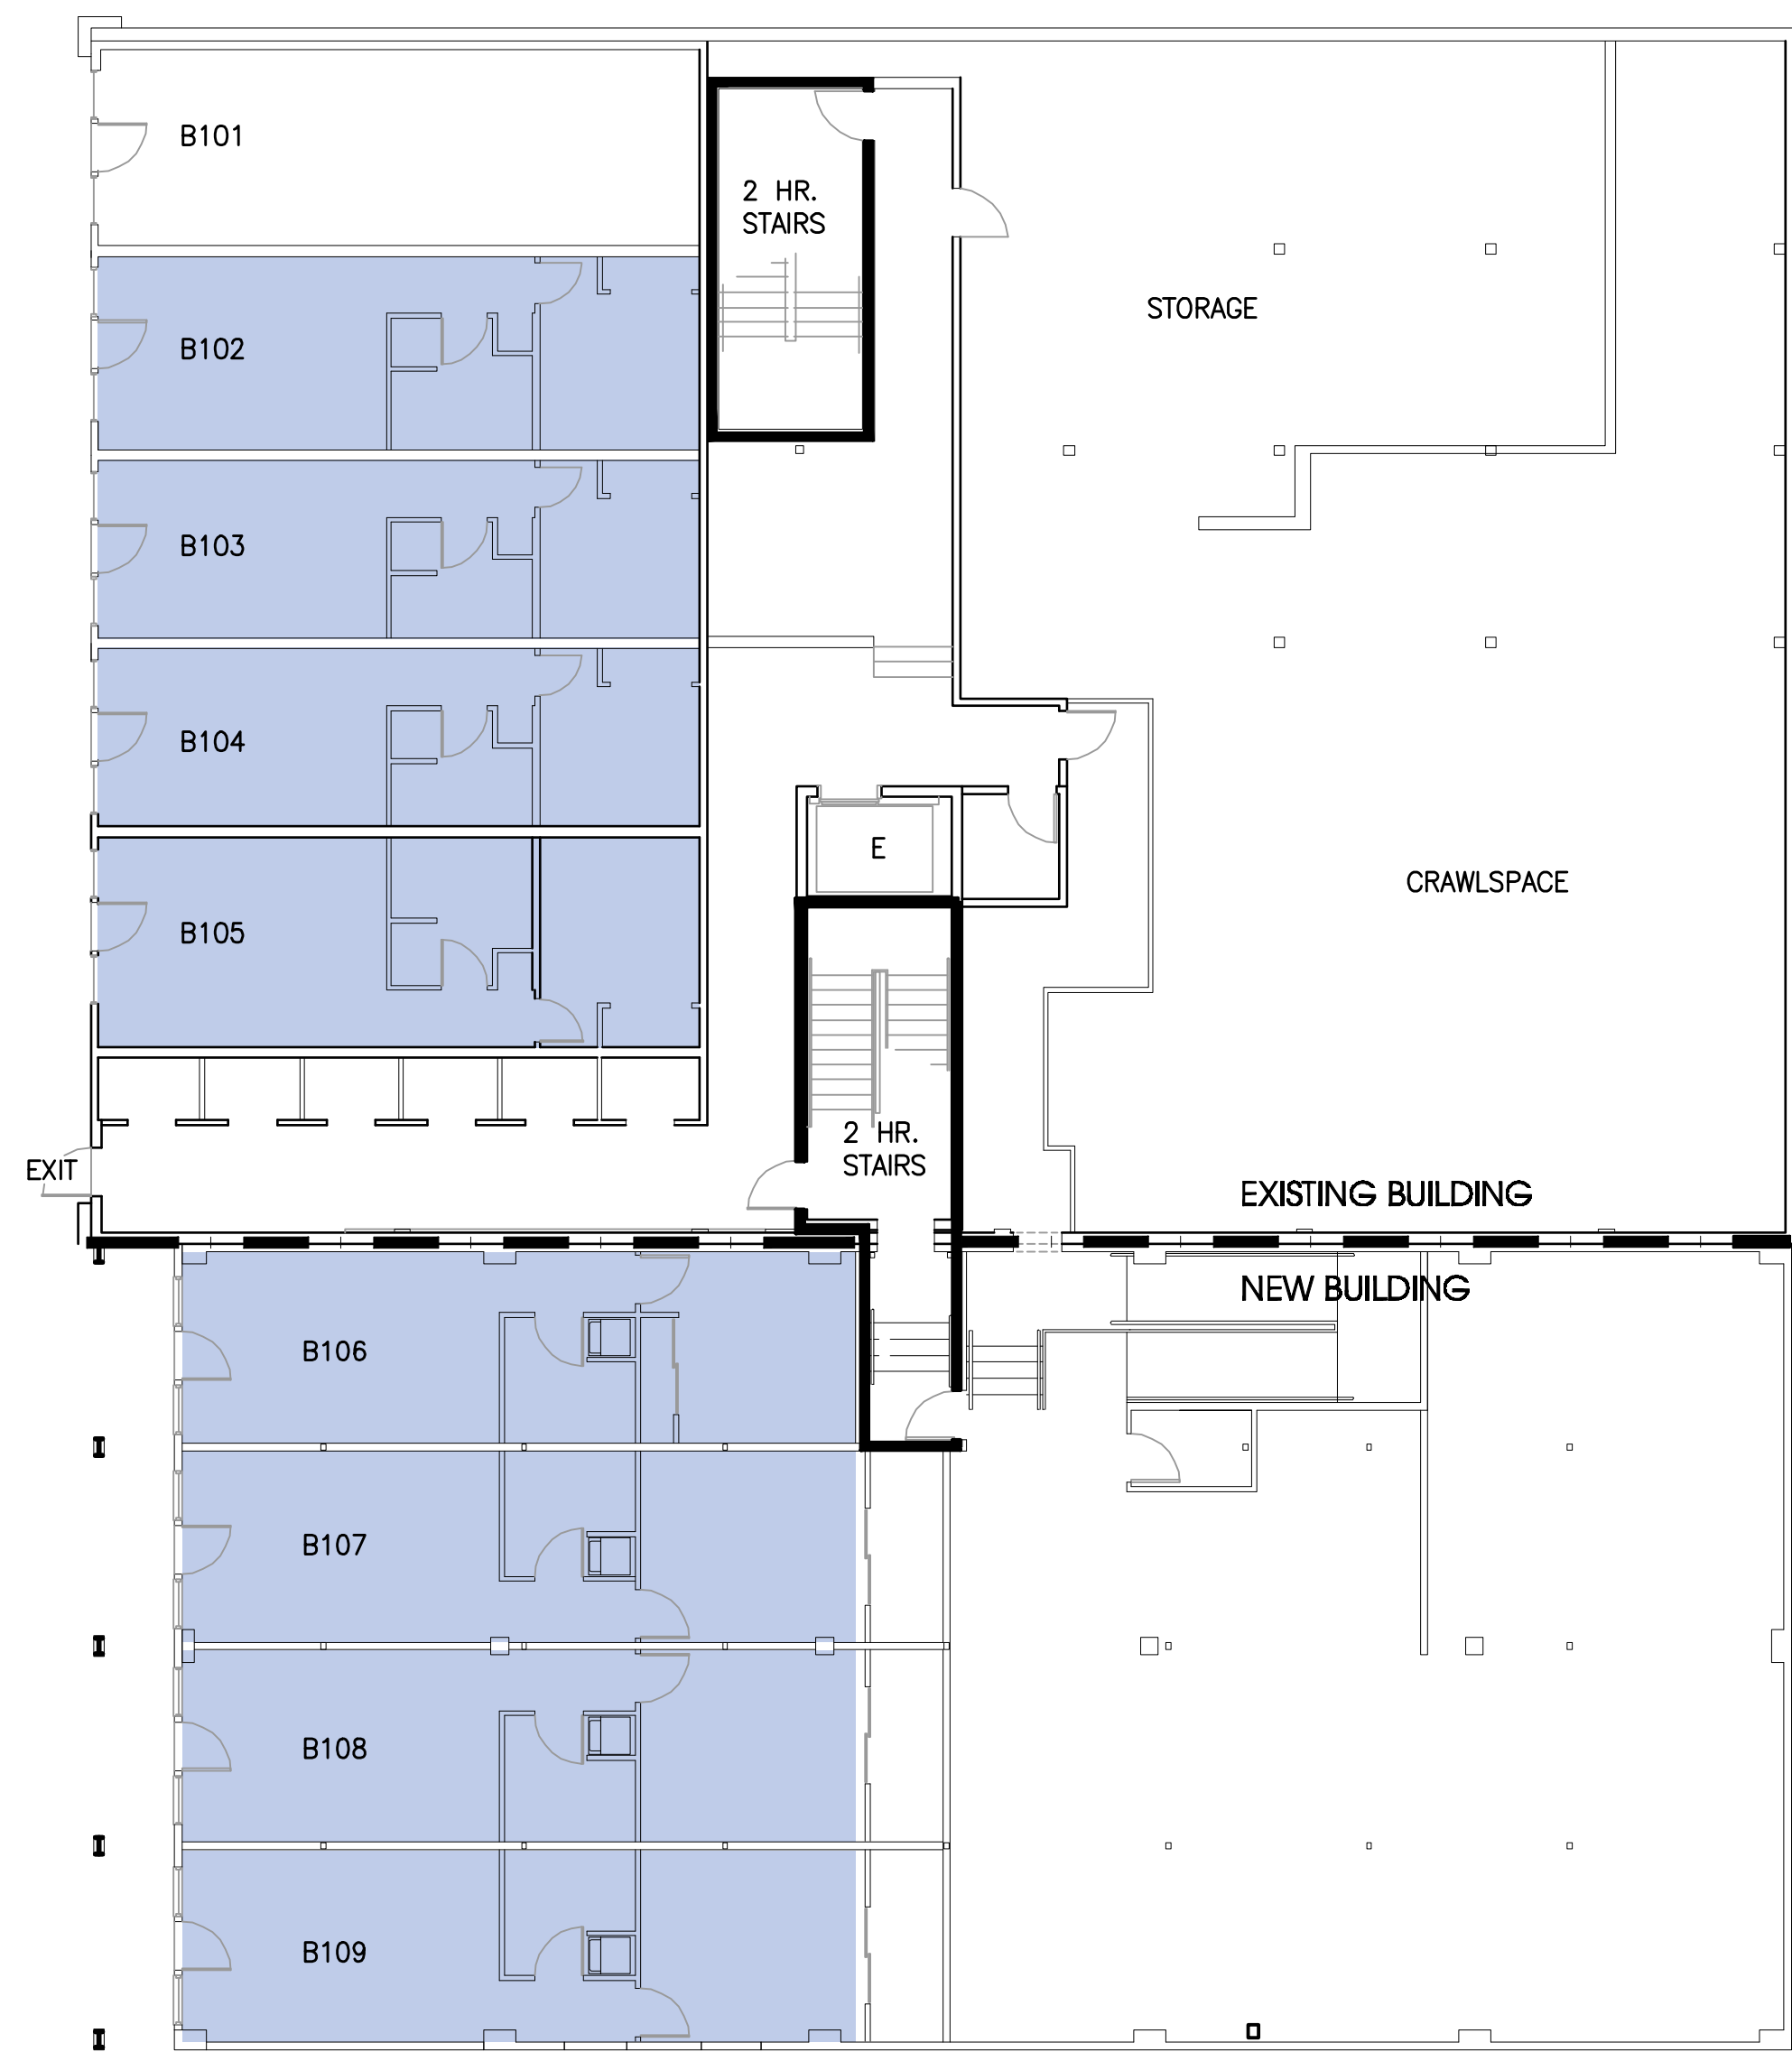 B101
2 HR.
STAIRS
STORAGE
B102
B103
B104
E
CRAWLSPACE
B105
2 HR.
STAIRS
EXIT
EXISTING BUILDING
NEW BUILDING
B106
B107
B108
B109